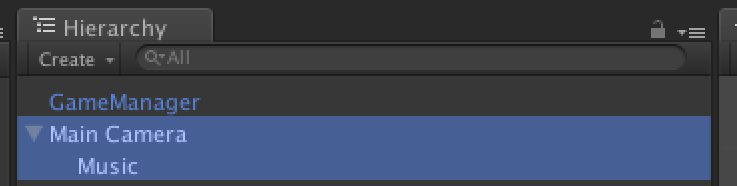 Hierarchy
Create All
GameManager
Main Camera
Music